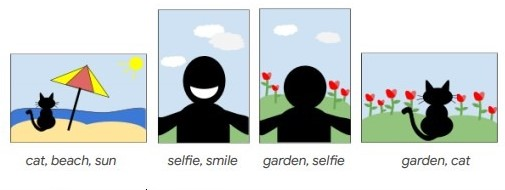 cat, beach, sun
selfie, smile
garden, selfie
garden, cat